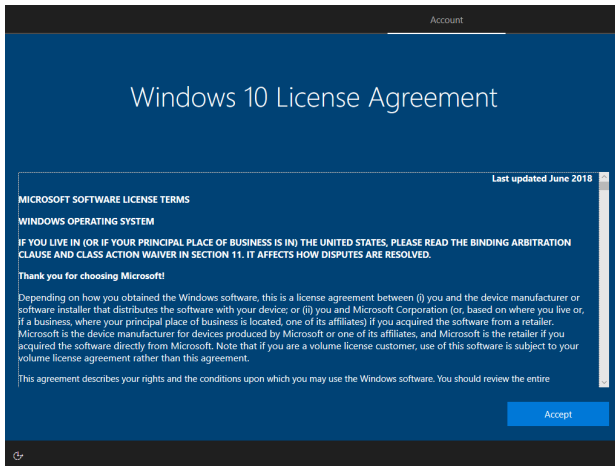 Account
Windows 10 License Agreement
Last updated June 2018
MICROSOFT SOFTWARE LICENSE TERMS
WINDOWS OPERATING SYSTEM
IF YOU LIVE IN (OR IF YOUR PRINCIPAL PLACE OF BUSINESS IS IN) THE UNITED STATES, PLEASE READ THE BINDING ARBITRATION
CLAUSE AND CLASS ACTION WAIVER IN SECTION 11. IT AFFECTS HOW DISPUTES ARE RESOLVED.
Thank you for choosing Microsoft!
Depending on how you obtained the Windows software, this is a license agreement between (i) you and the device manufacturer or
software installer that distributes the software with your device; or (ii) you and Microsoft Corporation (or, based on where you live or,
if a business, where your principal place of business is located, one of its affiliates) if you acquired the software from a retailer.
Microsoft is the device manufacturer for devices produced by Microsoft or one of its affiliates, and Microsoft is the retailer if you
acquired the software directly from Microsoft. Note that if you are a volume license customer, use of this software is subject to your
volume license agreement rather than this agreement.
This agreement describes your rights and the conditions upon which you may use the Windows software. You should review the entire
Accept